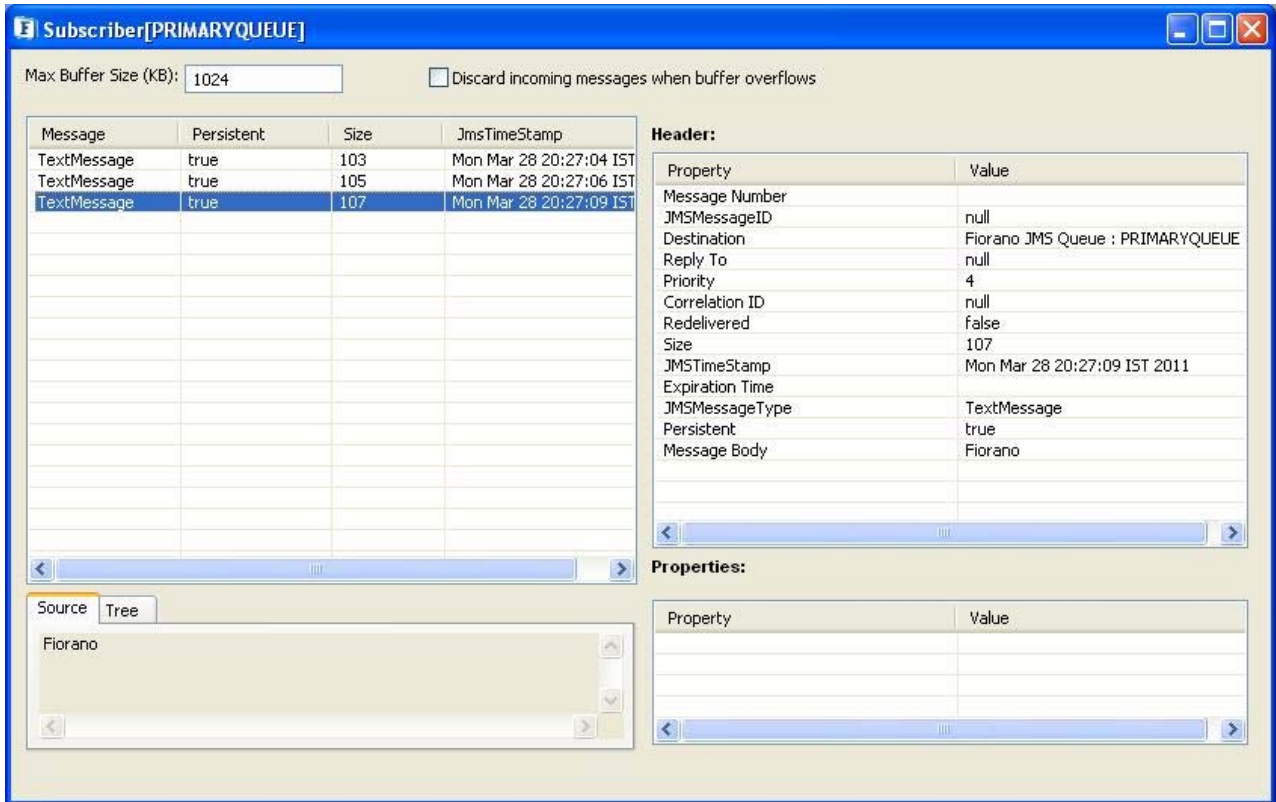 Subscriber[PRIMARYQUEUE]
Max Buffer Size (KB): 1024 Discard incoming messages when buffer overflows
Message Persistent Size JmsTimeStamp
TextMessage true 103 Mon Mar 28 20:27:04 IST
TextMessage true 105 Mon Mar 28 20:27:06 IST
TextMessage true 107 Mon Mar 28 20:27:09 IST
Header:
Property Value
Message Number
JMSMessageID null
Destination Fiorano JMS Queue : PRIMARYQUEUE
Reply To null
Priority 4
Correlation ID null
Redelivered false
Size 107
JMSTimeStamp Mon Mar 28 20:27:09 IST 2011
Expiration Time
JMSMessageType TextMessage
Persistent true
Message Body Fiorano
Source Tree
Fiorano
Properties:
Property Value